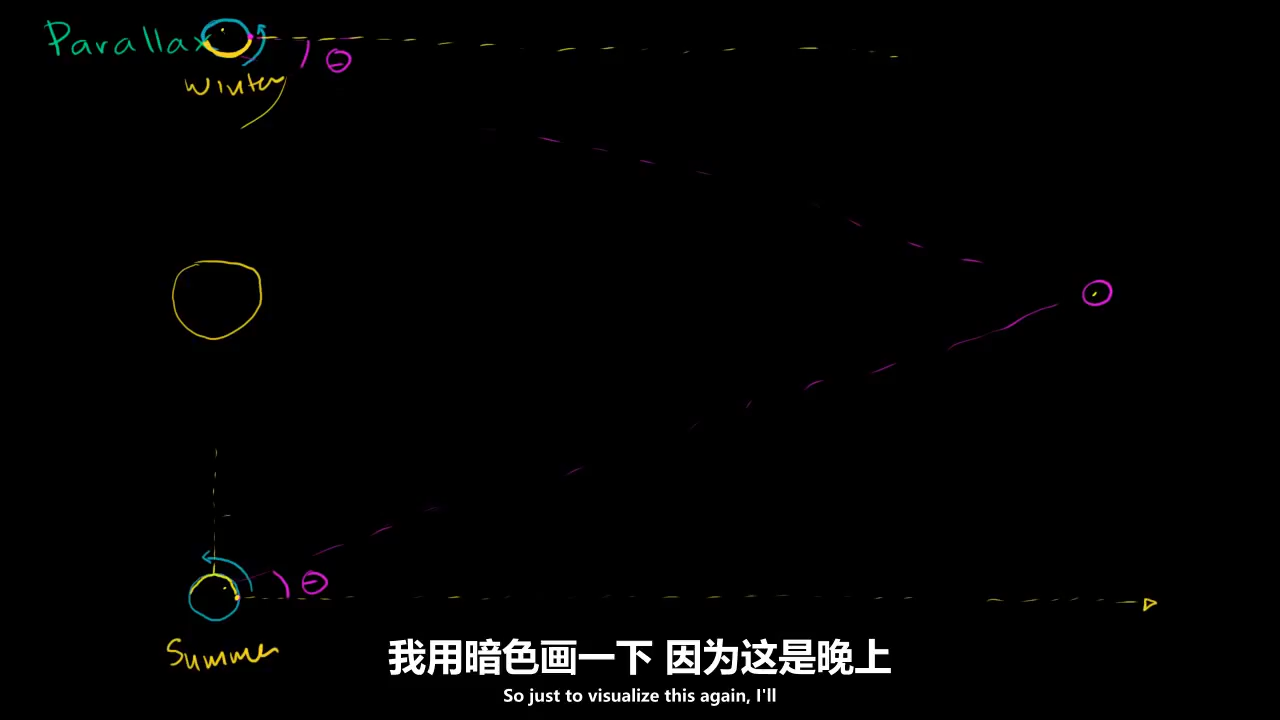 Parallax
Winter
Θ
Θ
Summer
我用暗色画一下 因为这是晚上
So just to visualize this again, I'll